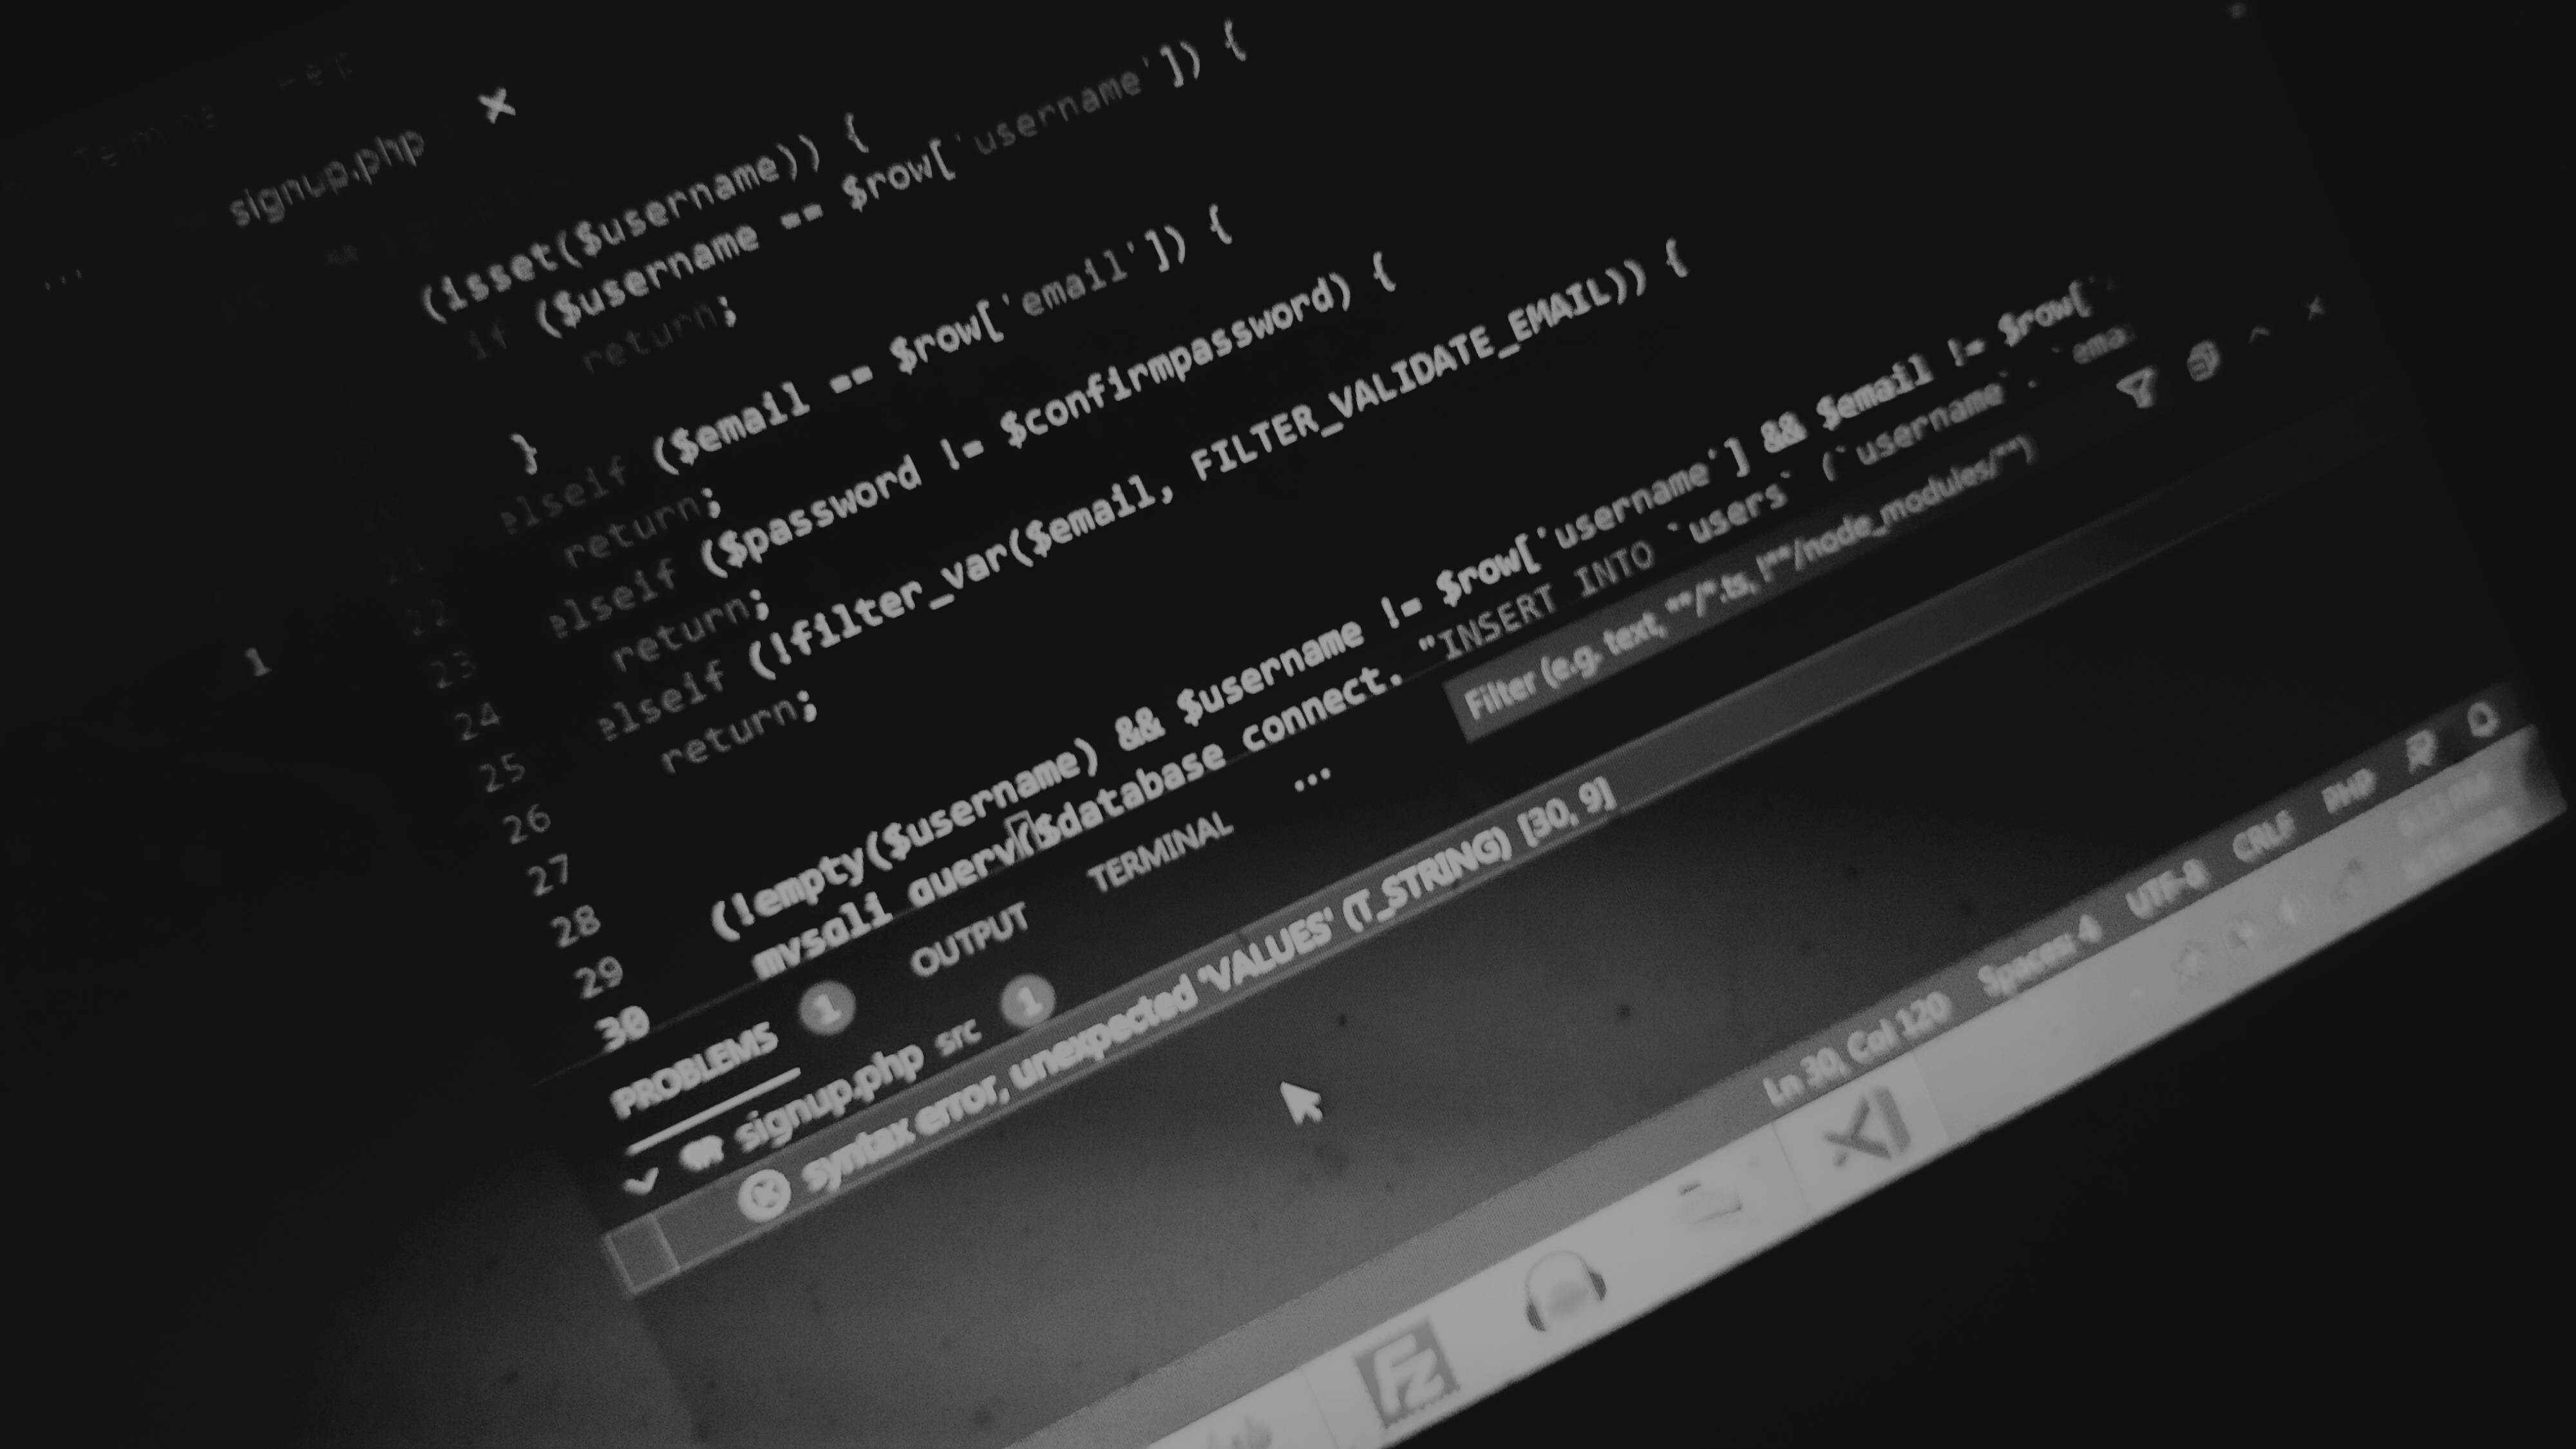 signup.php
(isset($username)) {
if ($username == $row['username']) {
return;
}
elseif ($email == $row['email']) {
return;
elseif ($password != $confirmpassword) {
return;
elseif (!filter_var($email, FILTER_VALIDATE_EMAIL)) {
return;
(!empty($username) && $username != $row['username'] && $email != $row['
mysqli_query($database_connect, "INSERT INTO `users` (`username`, `ema
1
21
22
23
24
25
26
27
28
29
30
PROBLEMS 1 OUTPUT TERMINAL ... Filter (e.g. text, **/*.ts, !**/node_modules/**)
signup.php src 1
syntax error, unexpected 'VALUES' (T_STRING) [30, 9]
Ln 30, Col 120 Spaces: 4 UTF-8 CRLF PHP
Fz